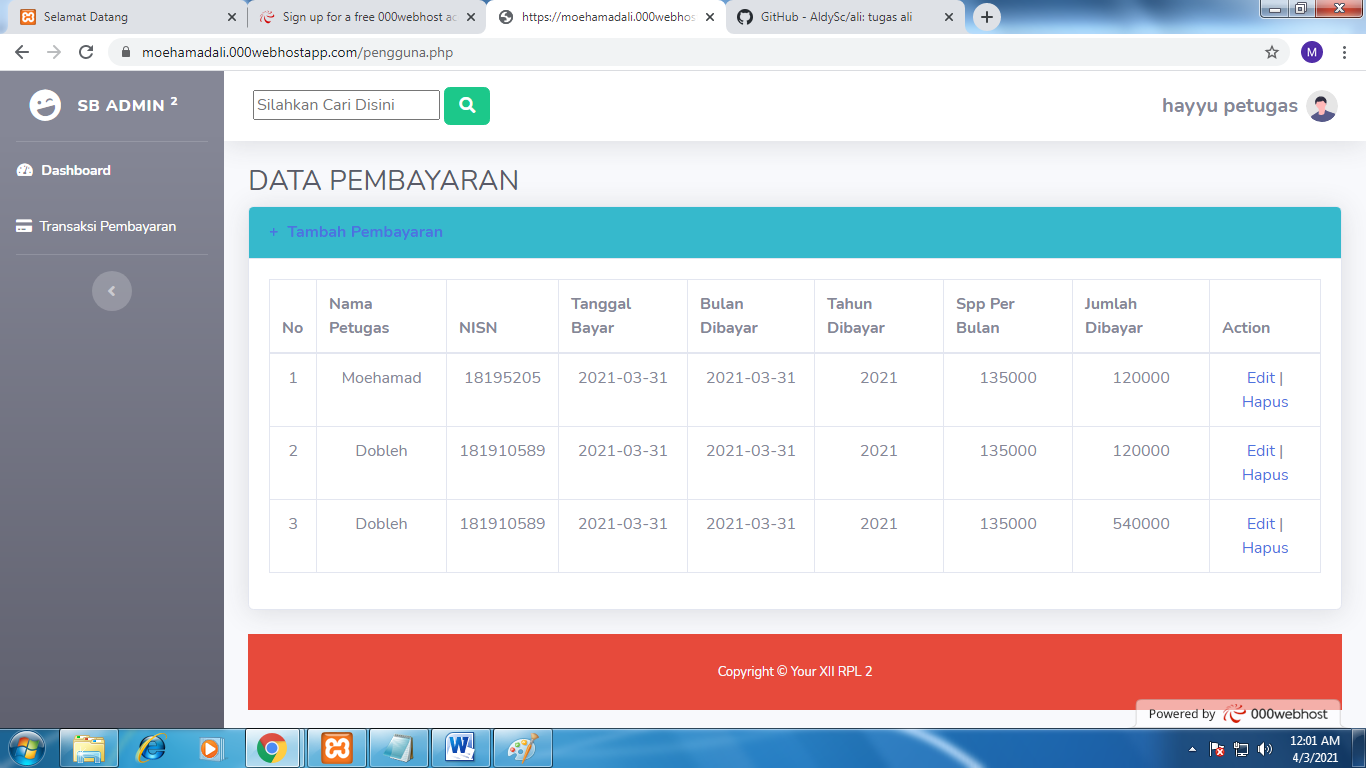 Selamat Datang
Sign up for a free 000webhost ac
https://moehamadali.000webhos
GitHub - AldySc/ali: tugas ali
moehamadali.000webhostapp.com/pengguna.php
M
SB ADMIN 2
Silahkan Cari Disini
hayyu petugas
Dashboard
Transaksi Pembayaran
DATA PEMBAYARAN
+ Tambah Pembayaran
No Nama Petugas NISN Tanggal Bayar Bulan Dibayar Tahun Dibayar Spp Per Bulan Jumlah Dibayar Action
1 Moehamad 18195205 2021-03-31 2021-03-31 2021 135000 120000 Edit | Hapus
2 Dobleh 181910589 2021-03-31 2021-03-31 2021 135000 120000 Edit | Hapus
3 Dobleh 181910589 2021-03-31 2021-03-31 2021 135000 540000 Edit | Hapus
Copyright © Your XII RPL 2
Powered by 000webhost
12:01 AM
4/3/2021